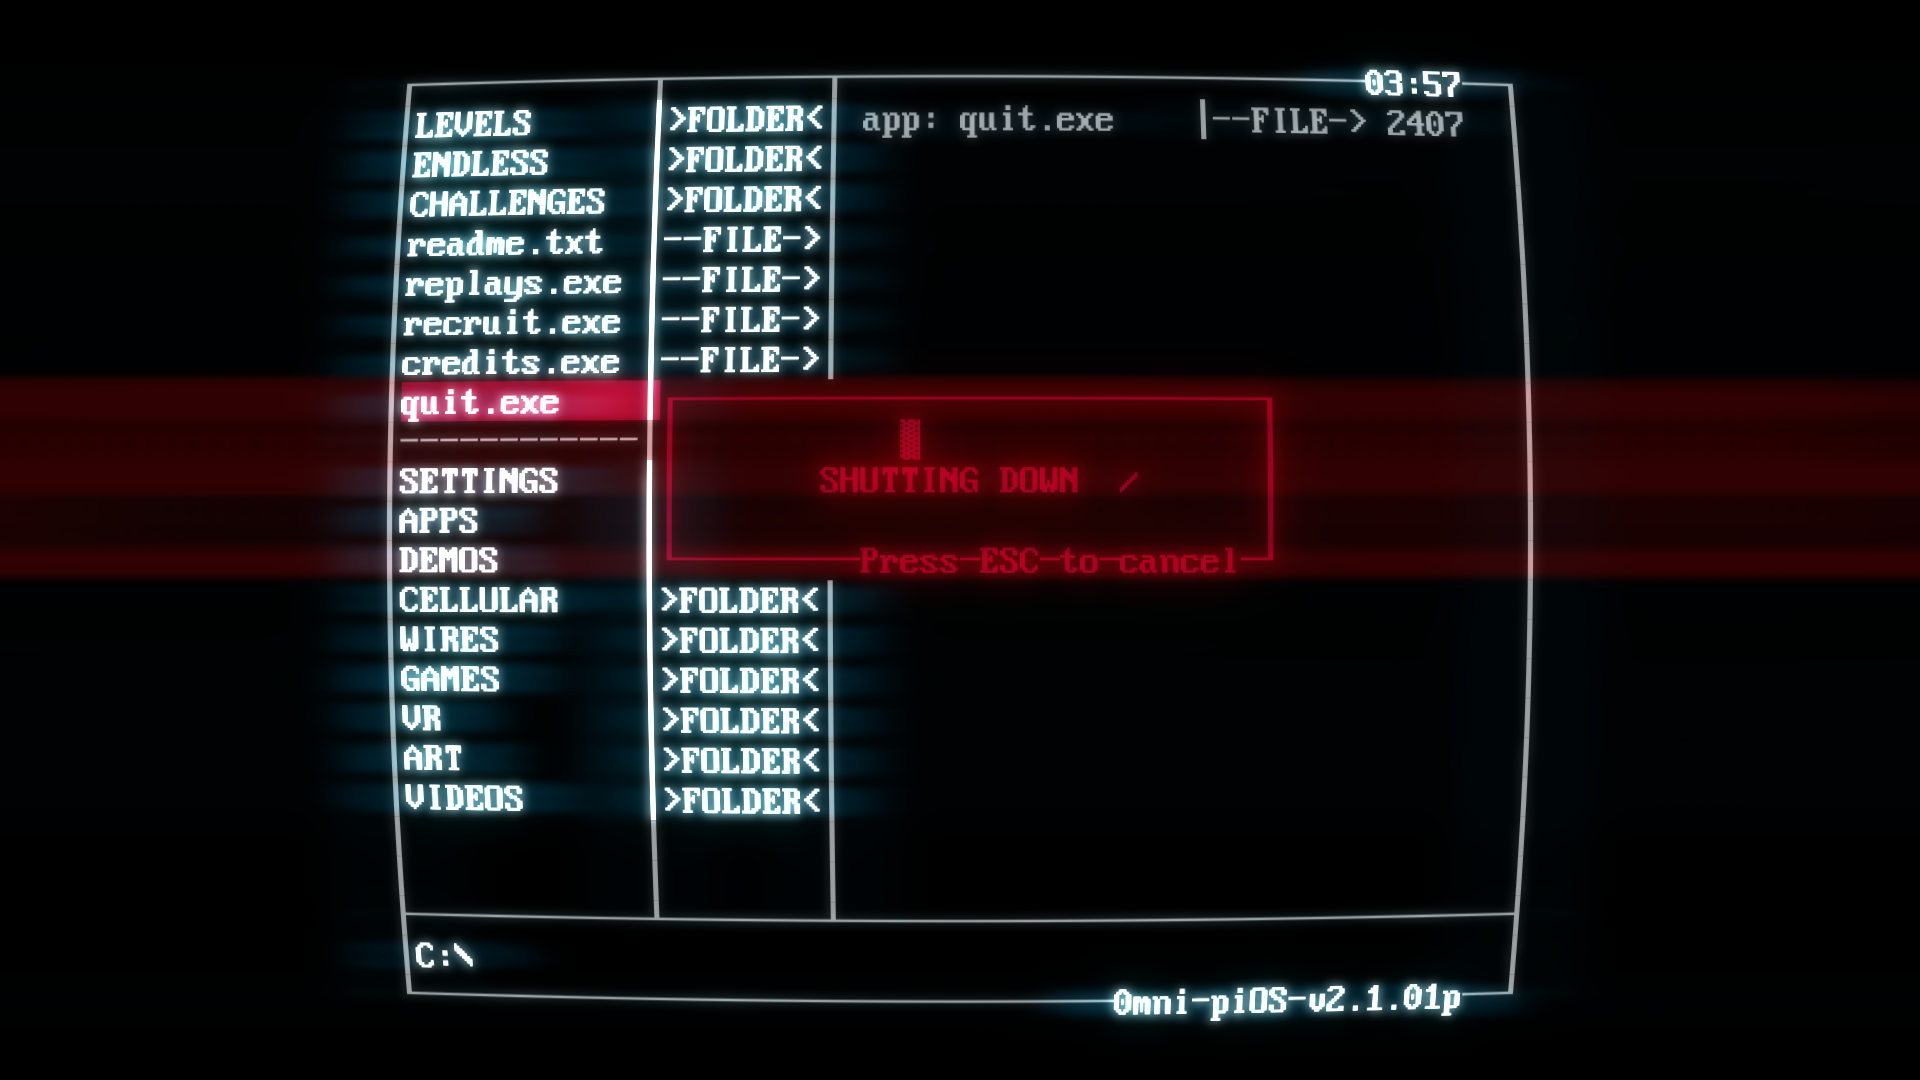 03:57
LEVELS >FOLDER< app: quit.exe |--FILE-> 2407
ENDLESS >FOLDER<
CHALLENGES >FOLDER<
readme.txt --FILE->
replays.exe --FILE->
recruit.exe --FILE->
credits.exe --FILE->
quit.exe
-------------
SHUTTING DOWN /
SETTINGS
APPS
DEMOS
Press-ESC-to-cancel
CELLULAR >FOLDER<
WIRES >FOLDER<
GAMES >FOLDER<
VR >FOLDER<
ART >FOLDER<
VIDEOS >FOLDER<
C:\
0mni-piOS-v2.1.01p